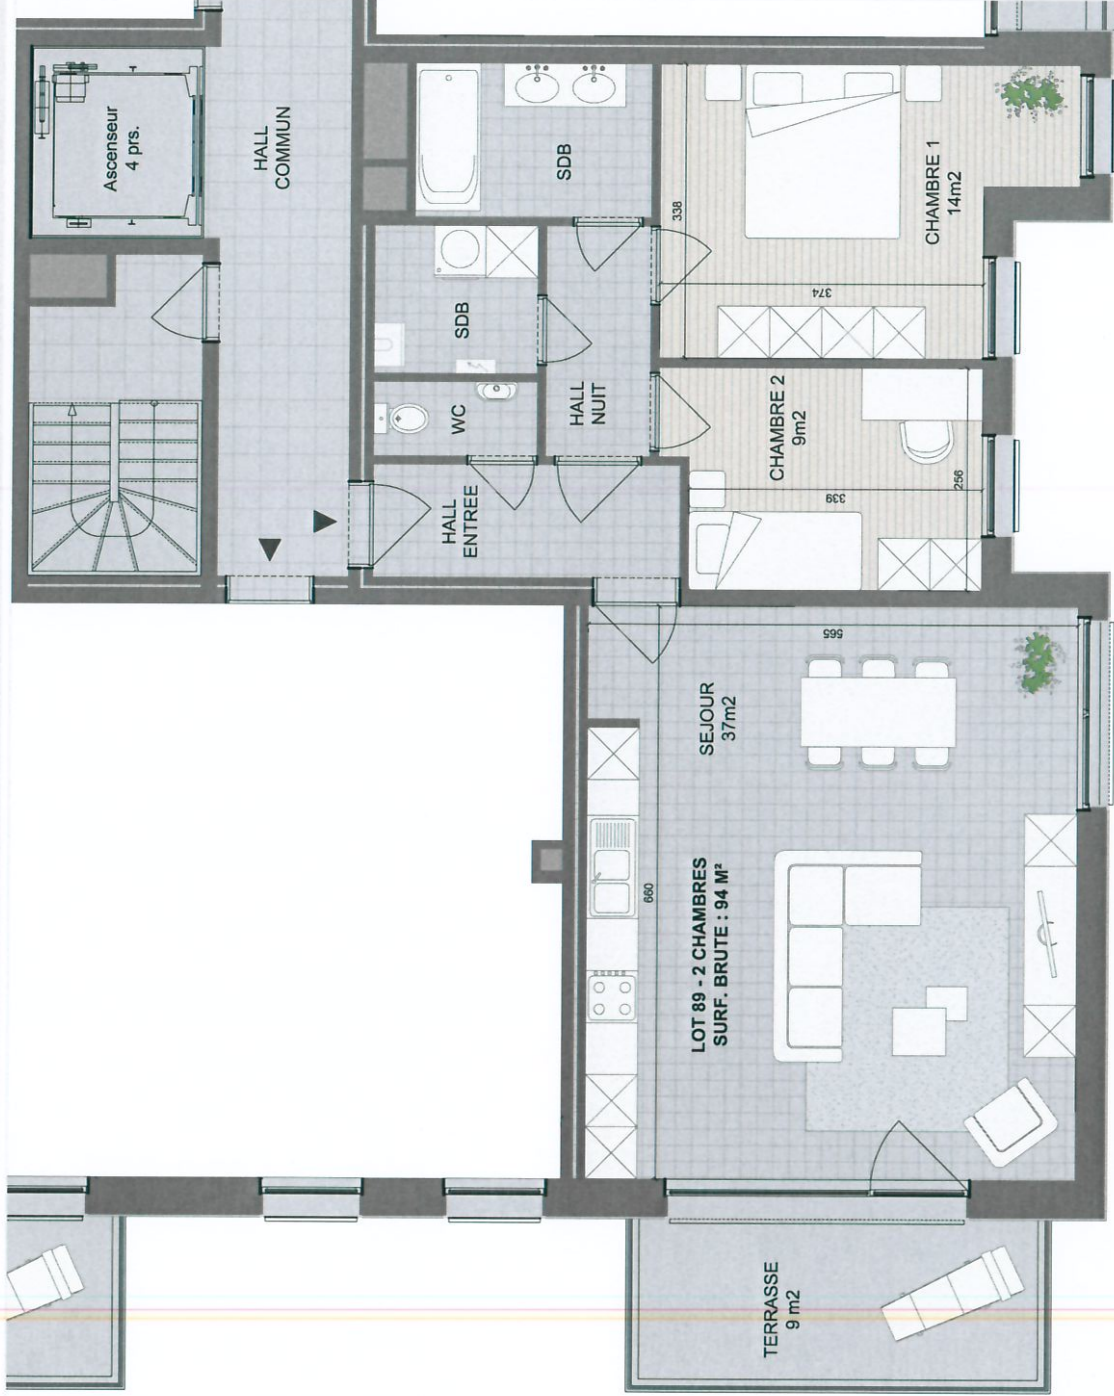 Ascenseur
4 prs.
HALL
COMMUN
SDB
CHAMBRE 1
14m2
338
374
SDB
WC
HALL
NUIT
CHAMBRE 2
9m2
339
256
HALL
ENTREE
SEJOUR
37m2
565
660
LOT 89 - 2 CHAMBRES
SURF. BRUTE : 94 M²
TERRASSE
9 m2